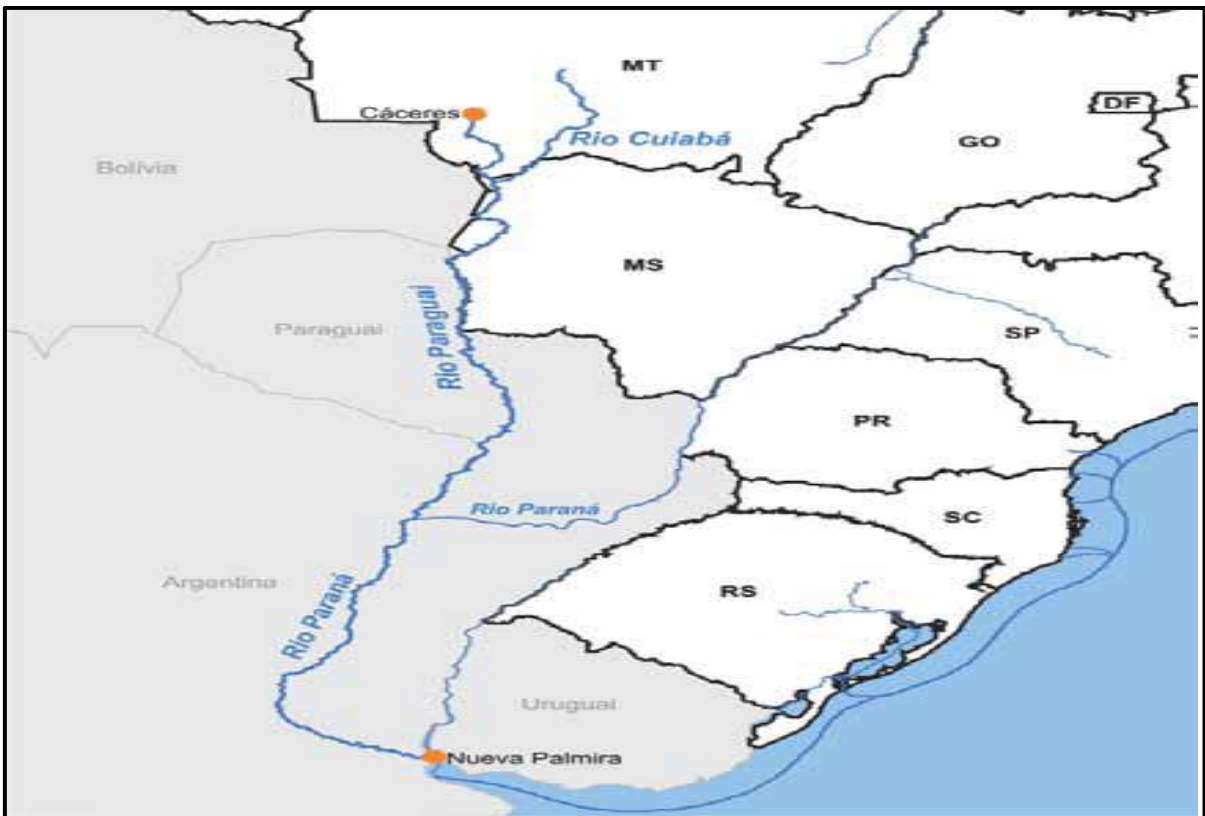 MT
DF
Cáceres
Rio Cuiabá
GO
Bolívia
MS
Rio Paraguai
Paraguai
SP
PR
Rio Paraná
SC
Argentina
RS
Rio Paraná
Uruguai
Nueva Palmira